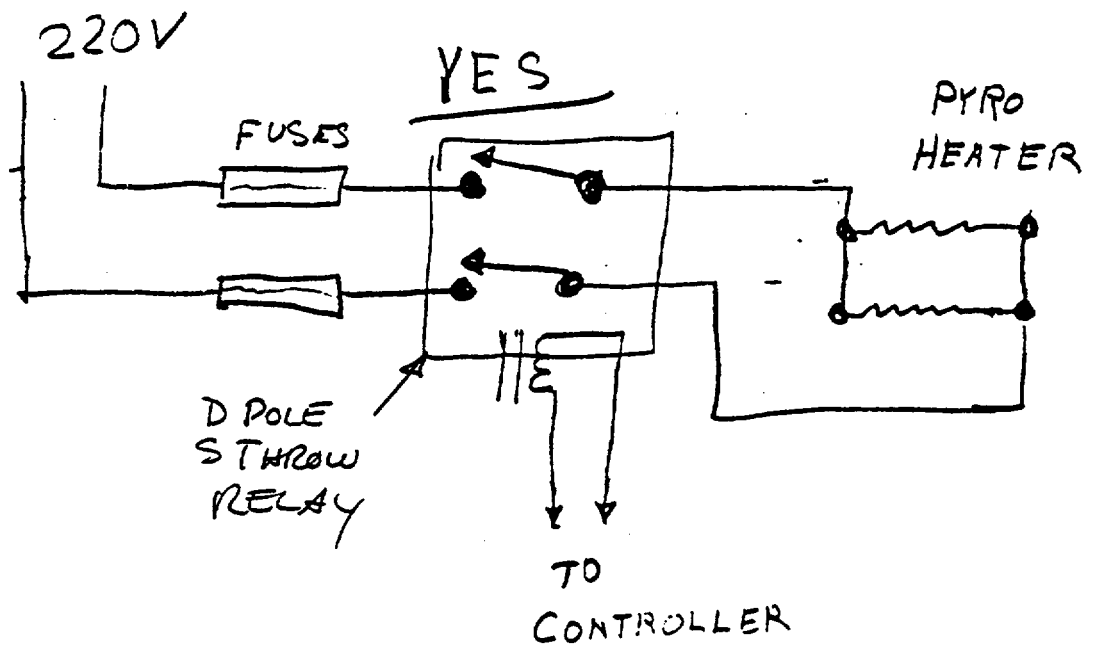 220V
YES
FUSES
PYRO
HEATER
D POLE
S THROW
RELAY
TO
CONTROLLER